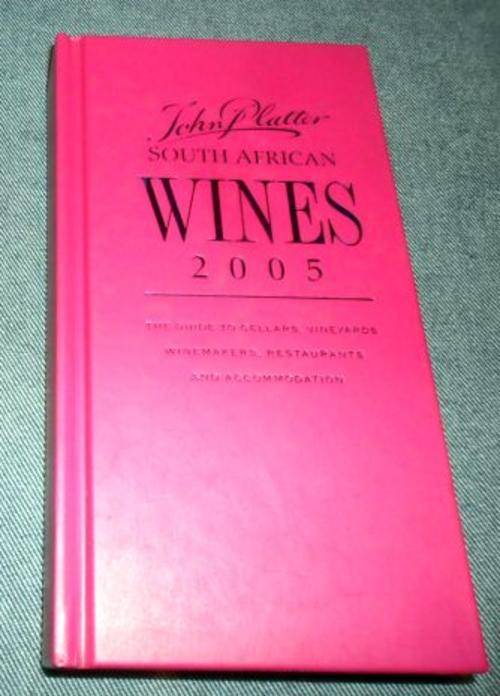 John Platter
SOUTH AFRICAN
WINES
2005
THE GUIDE TO CELLARS, VINEYARDS
WINEMAKERS, RESTAURANTS
AND ACCOMMODATION